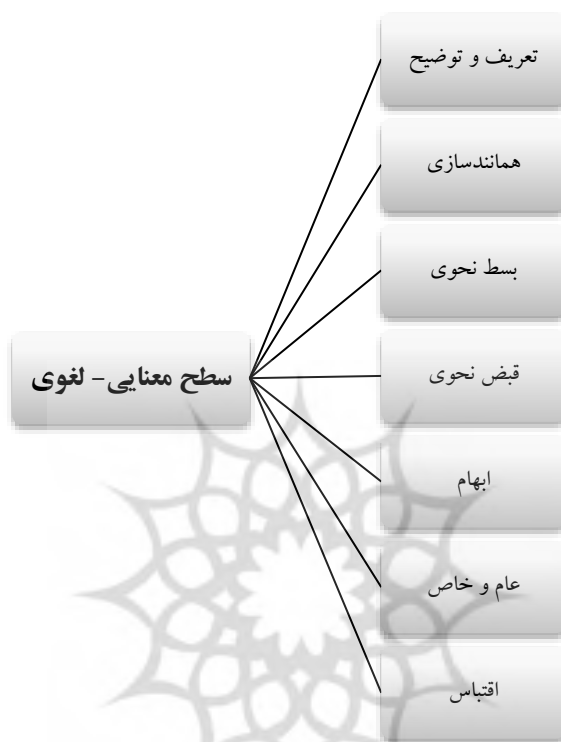 تعریف و توضیح
همانندسازی
بسط نحوی
سطح معنایی- لغوی
قبض نحوی
ابهام
عام و خاص
اقتباس